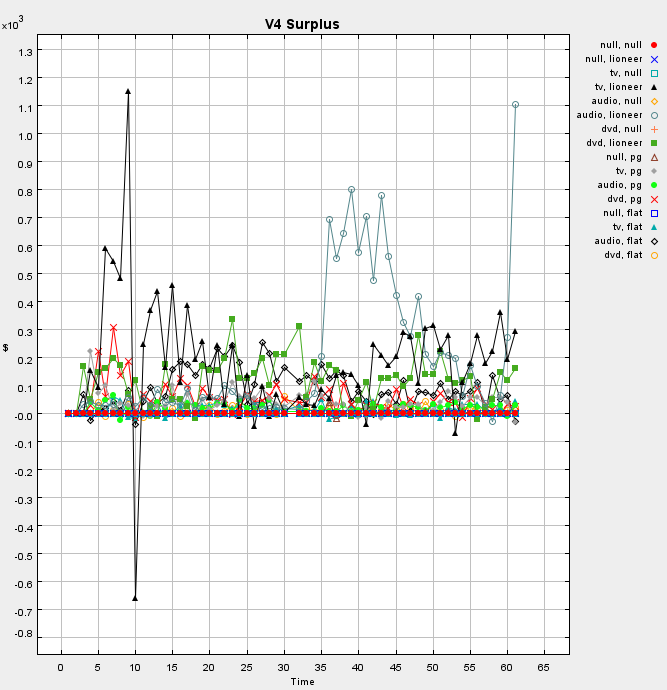 V4 Surplus
x10³
1.3
1.2
1.1
1.0
0.9
0.8
0.7
0.6
0.5
0.4
0.3
0.2
0.1
-0.0
-0.1
-0.2
-0.3
-0.4
-0.5
-0.6
-0.7
-0.8
$
0 5 10 15 20 25 30 35 40 45 50 55 60 65
Time
null, null
null, lioneer
tv, null
tv, lioneer
audio, null
audio, lioneer
dvd, null
dvd, lioneer
null, pg
tv, pg
audio, pg
dvd, pg
null, flat
tv, flat
audio, flat
dvd, flat